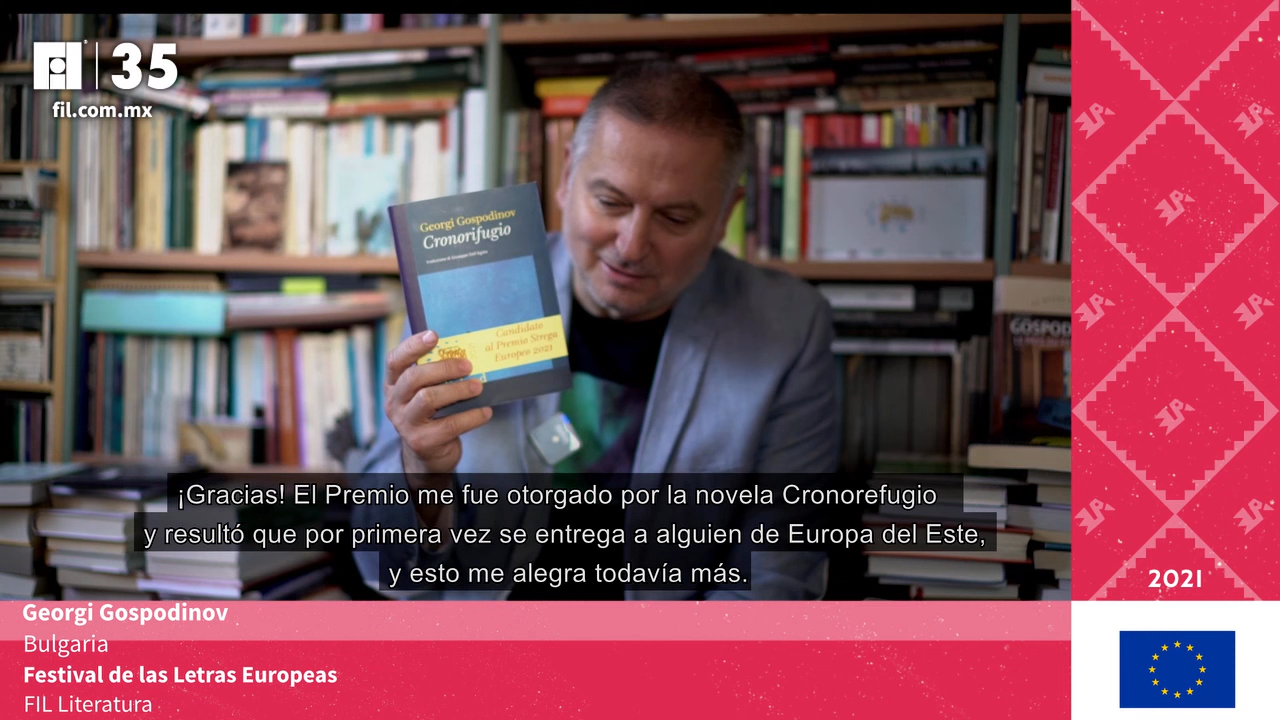 FIL 35
fil.com.mx
Georgi Gospodinov
Cronorifugio
Candidato
al Premio Strega
Europeo 2021
GOSPOD
¡Gracias! El Premio me fue otorgado por la novela Cronorefugio
y resultó que por primera vez se entrega a alguien de Europa del Este,
y esto me alegra todavía más.
2021
Georgi Gospodinov
Bulgaria
Festival de las Letras Europeas
FIL Literatura